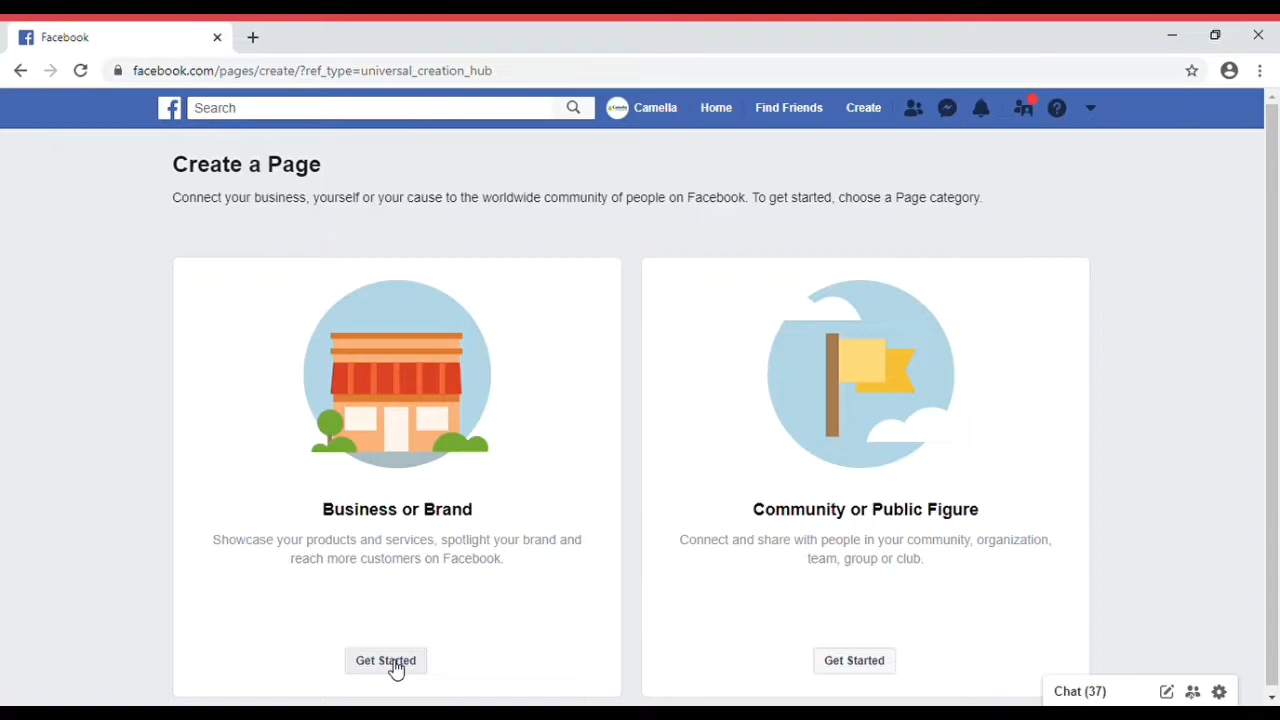 Facebook
facebook.com/pages/create/?ref_type=universal_creation_hub
Search
Camella
Home
Find Friends
Create
Create a Page
Connect your business, yourself or your cause to the worldwide community of people on Facebook. To get started, choose a Page category.
Business or Brand
Showcase your products and services, spotlight your brand and
reach more customers on Facebook.
Get Started
Community or Public Figure
Connect and share with people in your community, organization,
team, group or club.
Get Started
Chat (37)